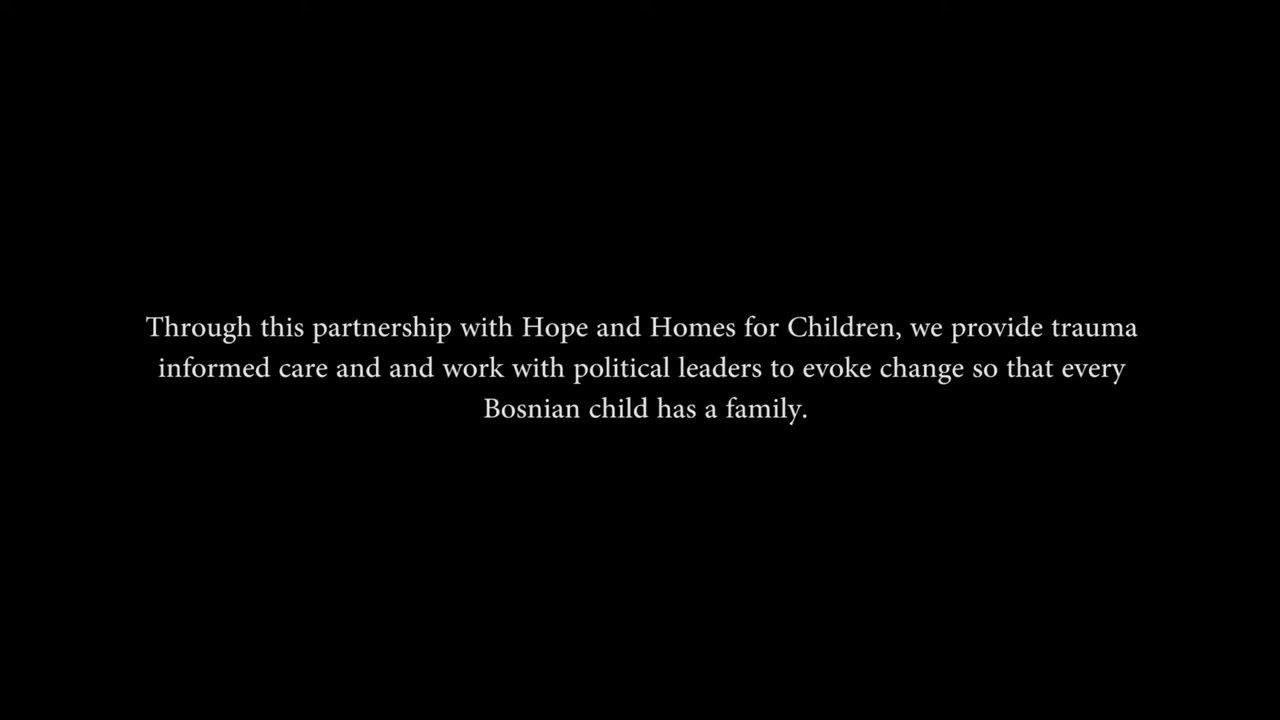 Through this partnership with Hope and Homes for Children, we provide trauma
informed care and and work with political leaders to evoke change so that every
Bosnian child has a family.